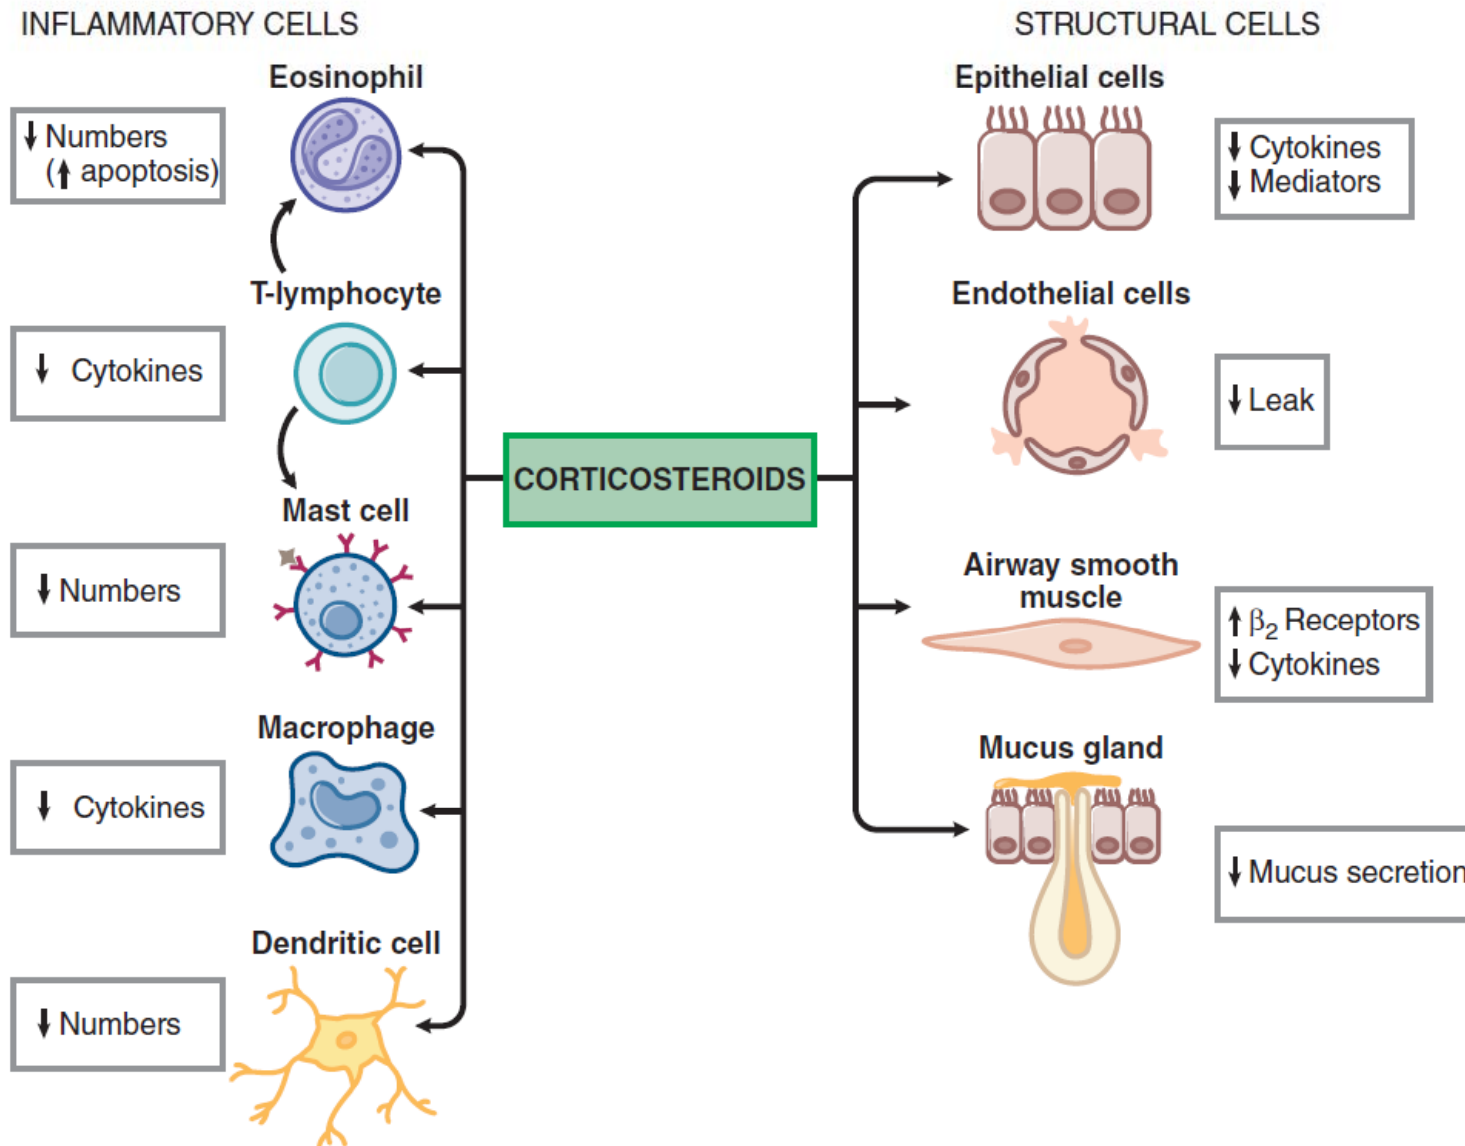 INFLAMMATORY CELLS
Eosinophil
↓ Numbers
(↑ apoptosis)
T-lymphocyte
↓ Cytokines
Mast cell
↓ Numbers
Macrophage
↓ Cytokines
Dendritic cell
↓ Numbers
CORTICOSTEROIDS
STRUCTURAL CELLS
Epithelial cells
↓ Cytokines
↓ Mediators
Endothelial cells
↓ Leak
Airway smooth
muscle
↑ β₂ Receptors
↓ Cytokines
Mucus gland
↓ Mucus secretion